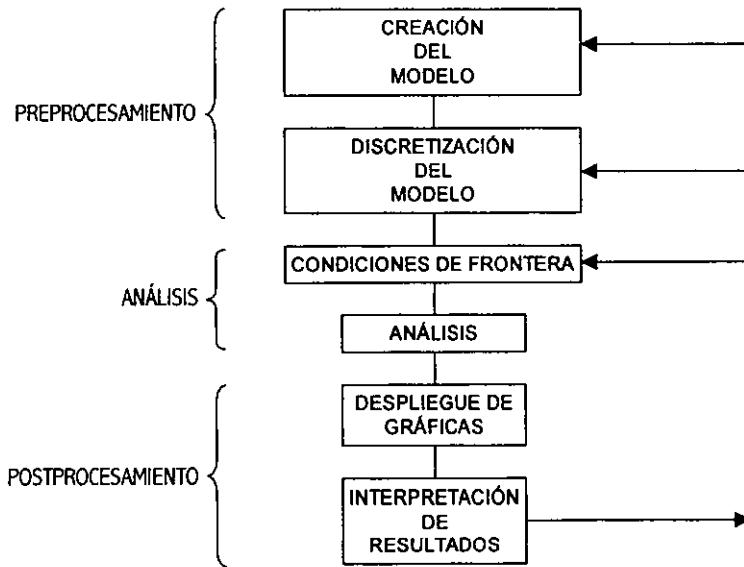 CREACIÓN
DEL
MODELO
PREPROCESAMIENTO
DISCRETIZACIÓN
DEL
MODELO
CONDICIONES DE FRONTERA
ANÁLISIS
ANÁLISIS
DESPLIEGUE DE
GRÁFICAS
POSTPROCESAMIENTO
INTERPRETACIÓN
DE
RESULTADOS